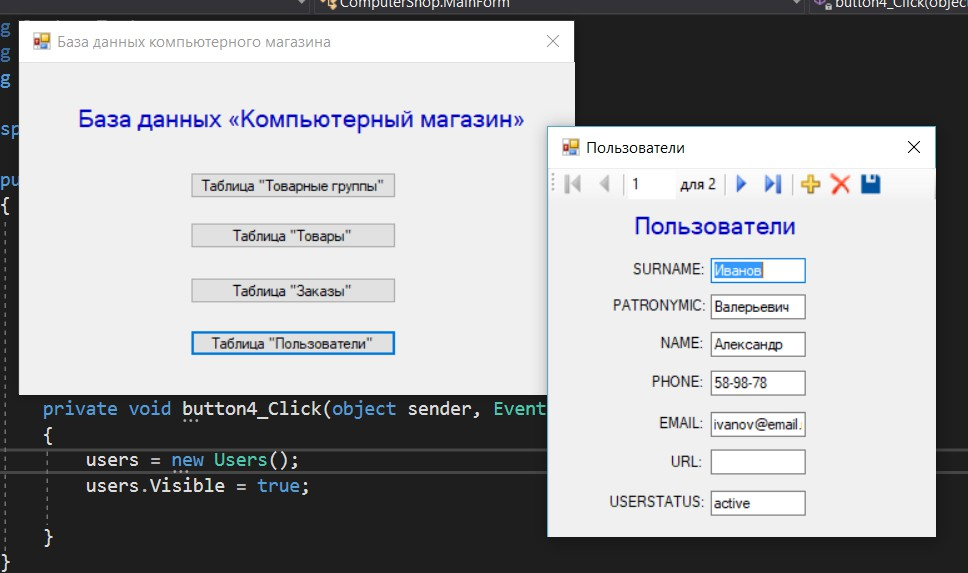 ComputerShop.MainForm
button4_Click(objec
g
g
g
sp
pu
{
База данных компьютерного магазина
База данных «Компьютерный магазин»
Таблица "Товарные группы"
Таблица "Товары"
Таблица "Заказы"
Таблица "Пользователи"
Пользователи
1 для 2
Пользователи
SURNAME: Иванов
PATRONYMIC: Валерьевич
NAME: Александр
PHONE: 58-98-78
EMAIL: ivanov@email.
URL:
USERSTATUS: active
private void button4_Click(object sender, Event
{
users = new Users();
users.Visible = true;
}
}